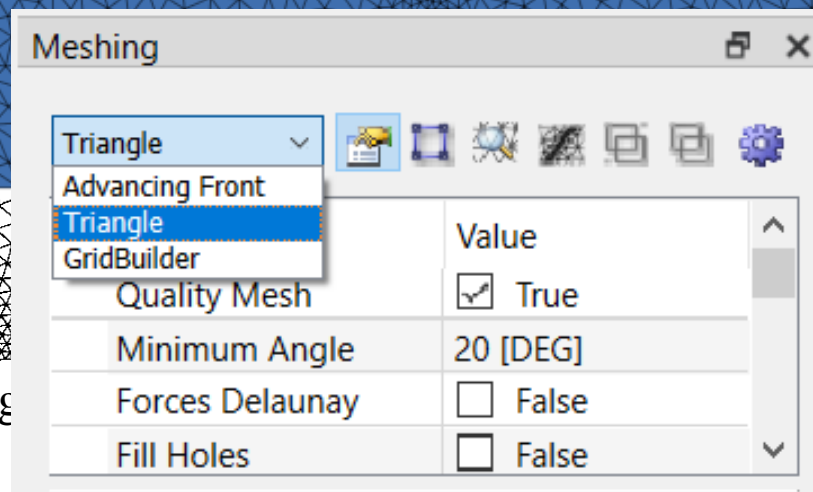 Meshing
Triangle
Advancing Front
Triangle
GridBuilder
Value
Quality Mesh True
Minimum Angle 20 [DEG]
Forces Delaunay False
Fill Holes False
g